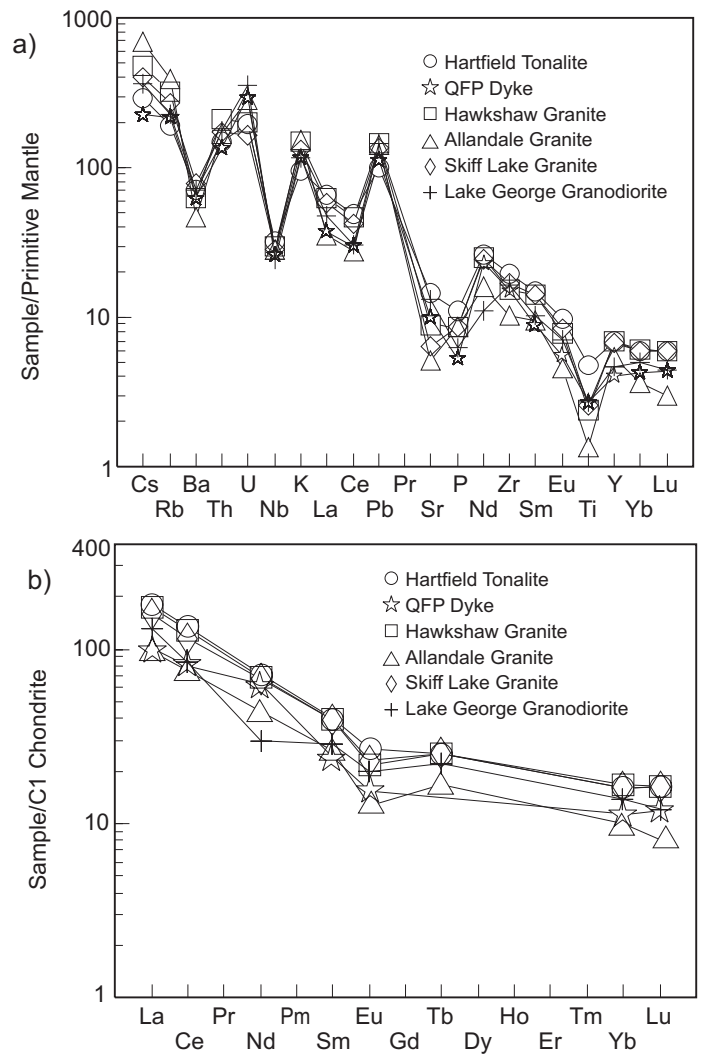 a)
1000
100
10
1
Sample/Primitive Mantle
Hartfield Tonalite
QFP Dyke
Hawkshaw Granite
Allandale Granite
Skiff Lake Granite
Lake George Granodiorite
Cs Ba U K Ce Pr P Zr Eu Y Lu
Rb Th Nb La Pb Sr Nd Sm Ti Yb
b)
400
100
10
1
Sample/C1 Chondrite
Hartfield Tonalite
QFP Dyke
Hawkshaw Granite
Allandale Granite
Skiff Lake Granite
Lake George Granodiorite
La Pr Pm Eu Tb Ho Tm Lu
Ce Nd Sm Gd Dy Er Yb